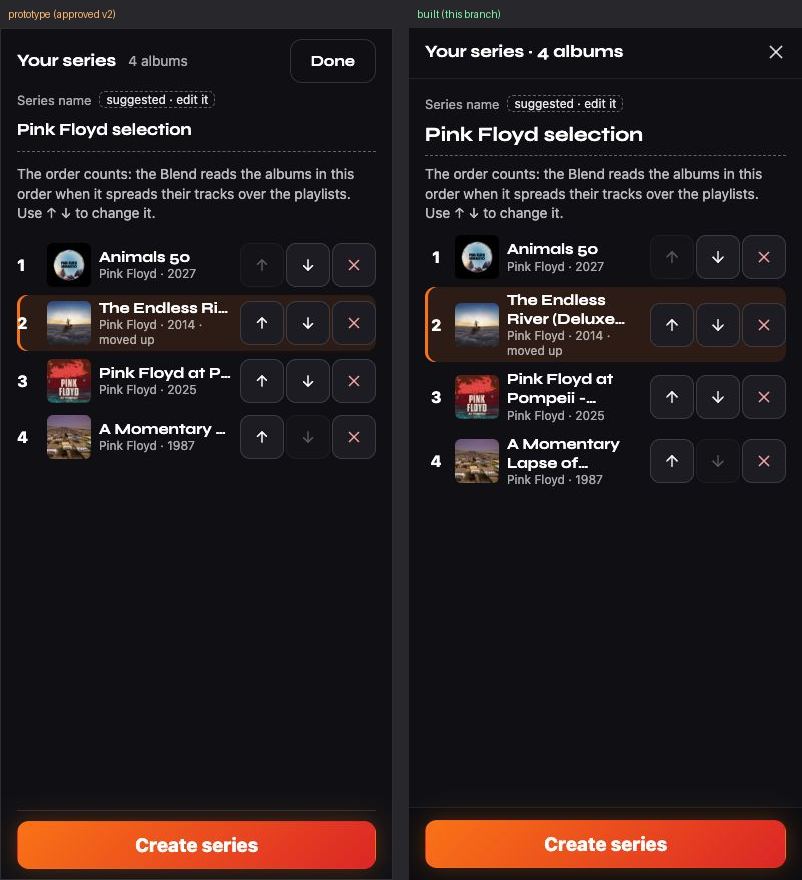 prototype (approved v2)
Your series 4 albums
Done
Series name suggested · edit it
Pink Floyd selection
The order counts: the Blend reads the albums in this
order when it spreads their tracks over the playlists.
Use ↑ ↓ to change it.
1
Animals 50
Pink Floyd · 2027
2
The Endless Ri...
Pink Floyd · 2014 ·
moved up
3
PINK
FLOYD
Pink Floyd at P...
Pink Floyd · 2025
4
A Momentary ...
Pink Floyd · 1987
Create series
built (this branch)
Your series · 4 albums
Series name suggested · edit it
Pink Floyd selection
The order counts: the Blend reads the albums in this
order when it spreads their tracks over the playlists.
Use ↑ ↓ to change it.
1
Animals 50
Pink Floyd · 2027
2
The Endless
River (Deluxe...
Pink Floyd · 2014 ·
moved up
3
PINK
FLOYD
Pink Floyd at
Pompeii -...
Pink Floyd · 2025
4
A Momentary
Lapse of...
Pink Floyd · 1987
Create series